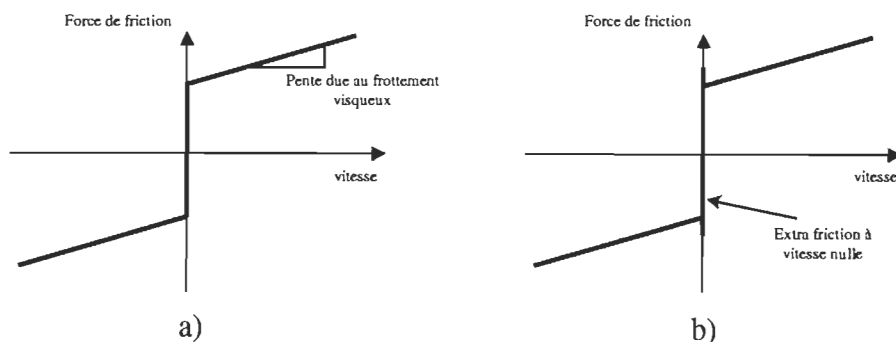 Force de friction
Pente due au frottement
visqueux
vitesse
a)
Force de friction
vitesse
Extra friction à
vitesse nulle
b)